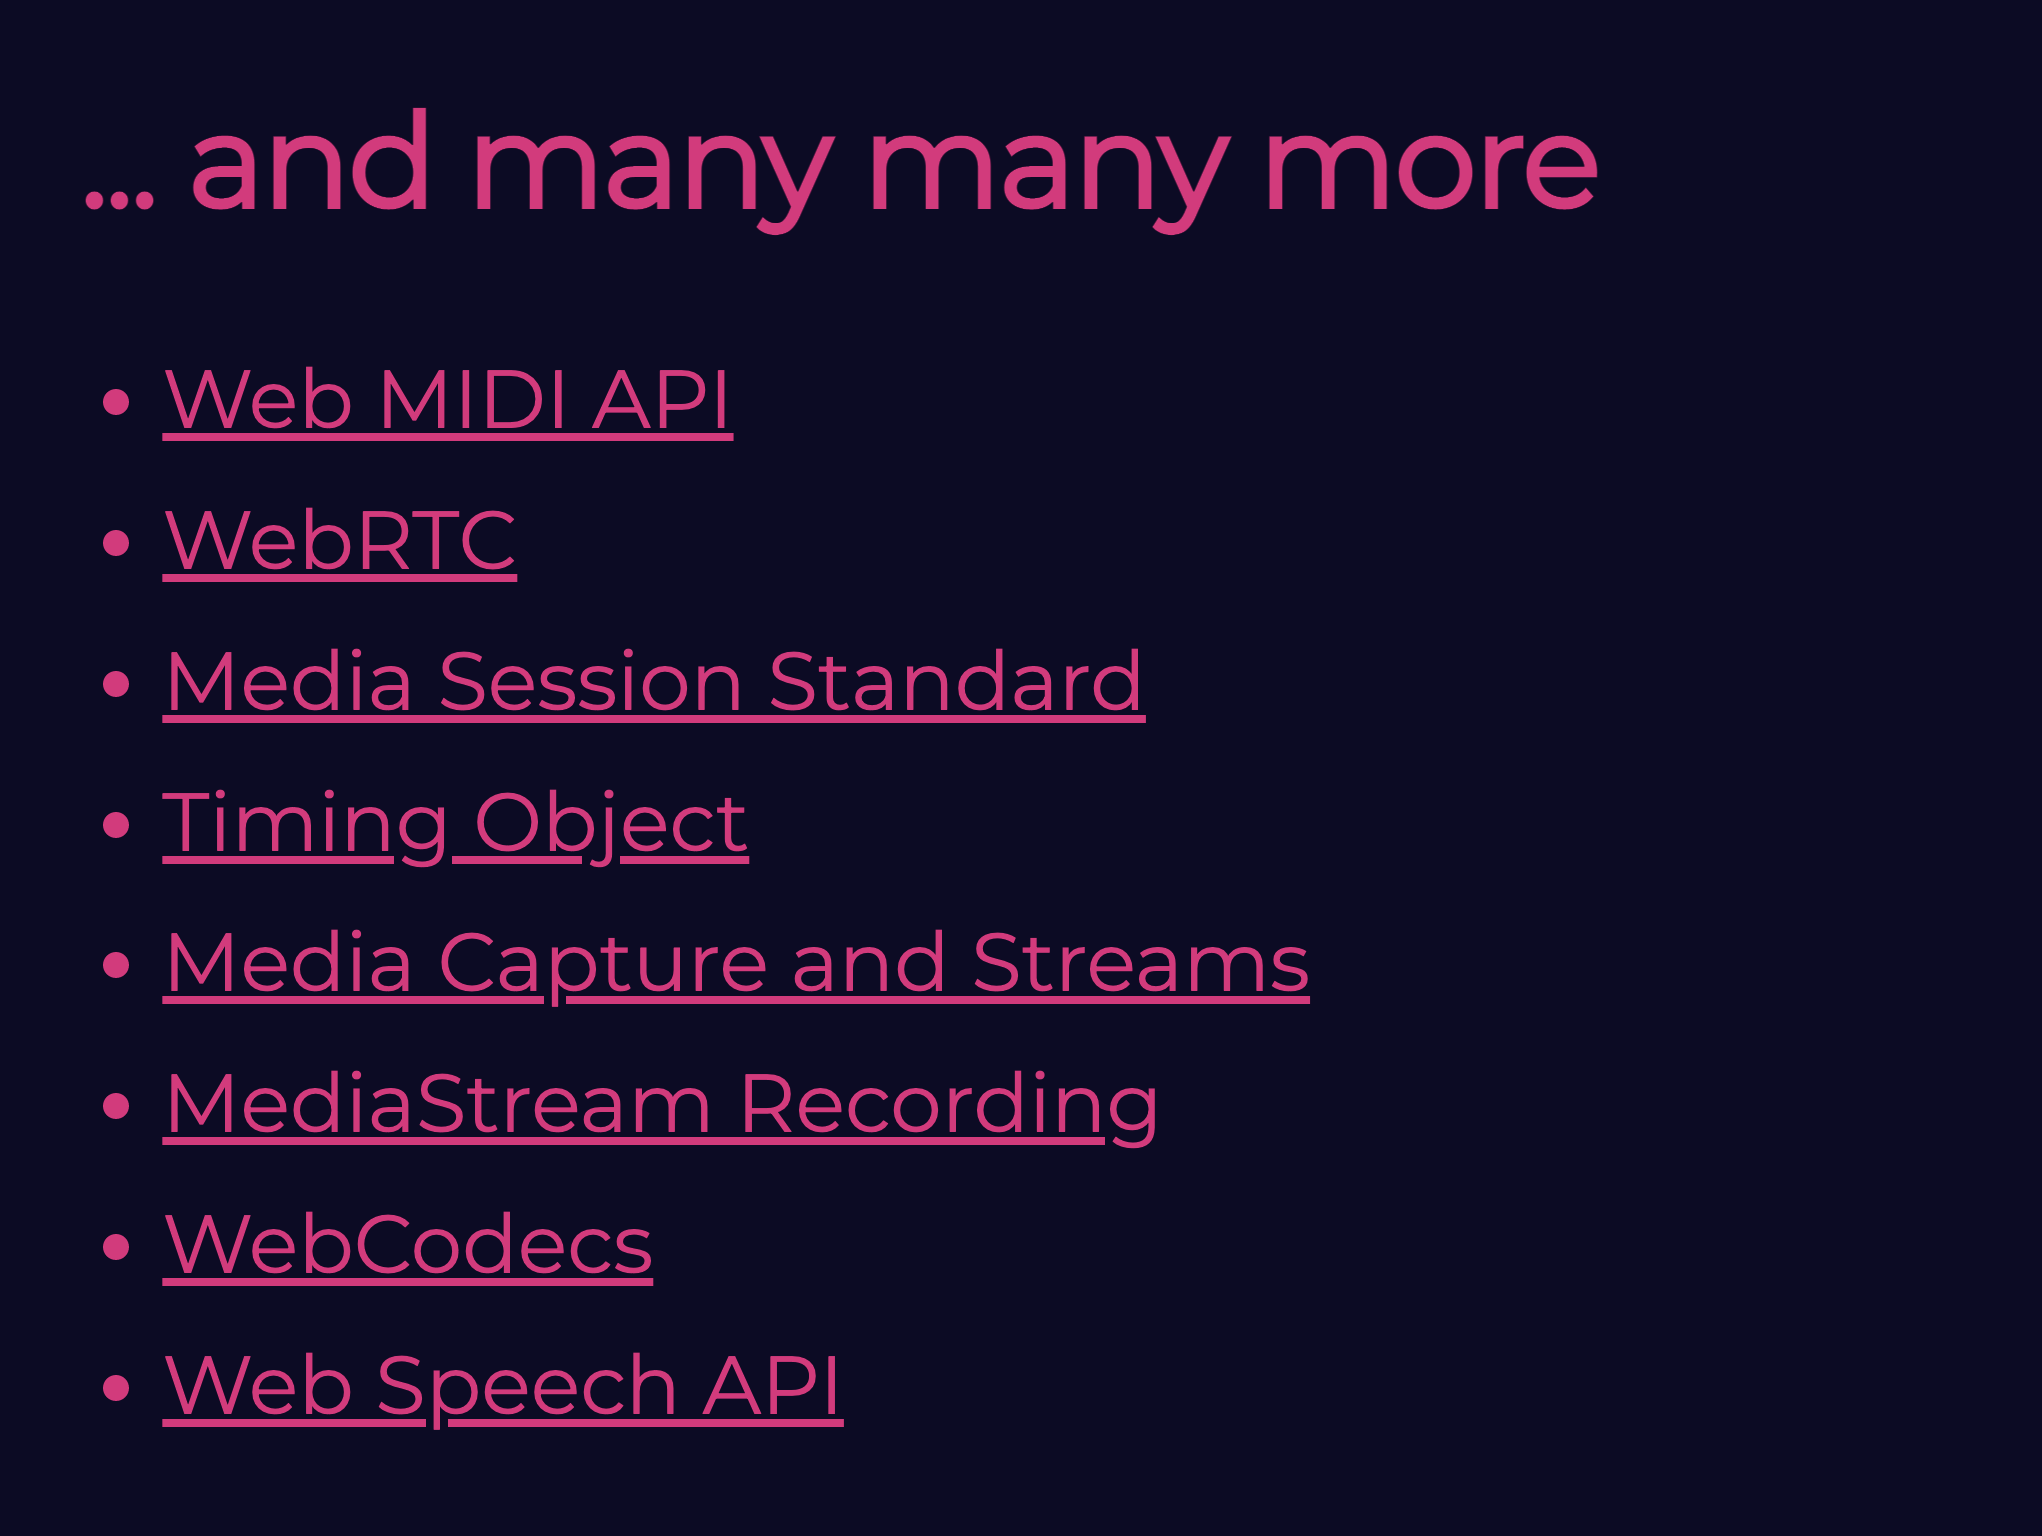 ... and many many more
• Web MIDI API
• WebRTC
• Media Session Standard
• Timing Object
• Media Capture and Streams
• MediaStream Recording
• WebCodecs
• Web Speech API